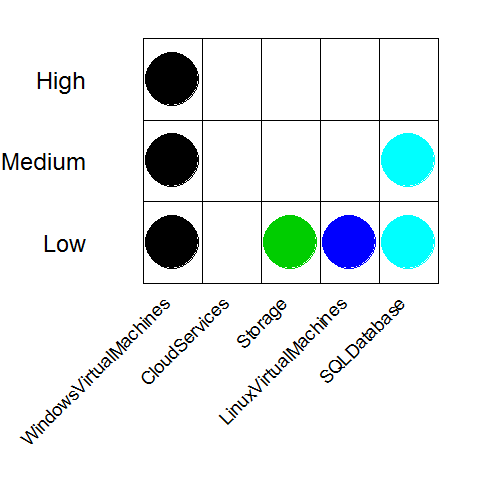 High
Medium
Low
WindowsVirtualMachines
CloudServices
Storage
LinuxVirtualMachines
SQLDatabase